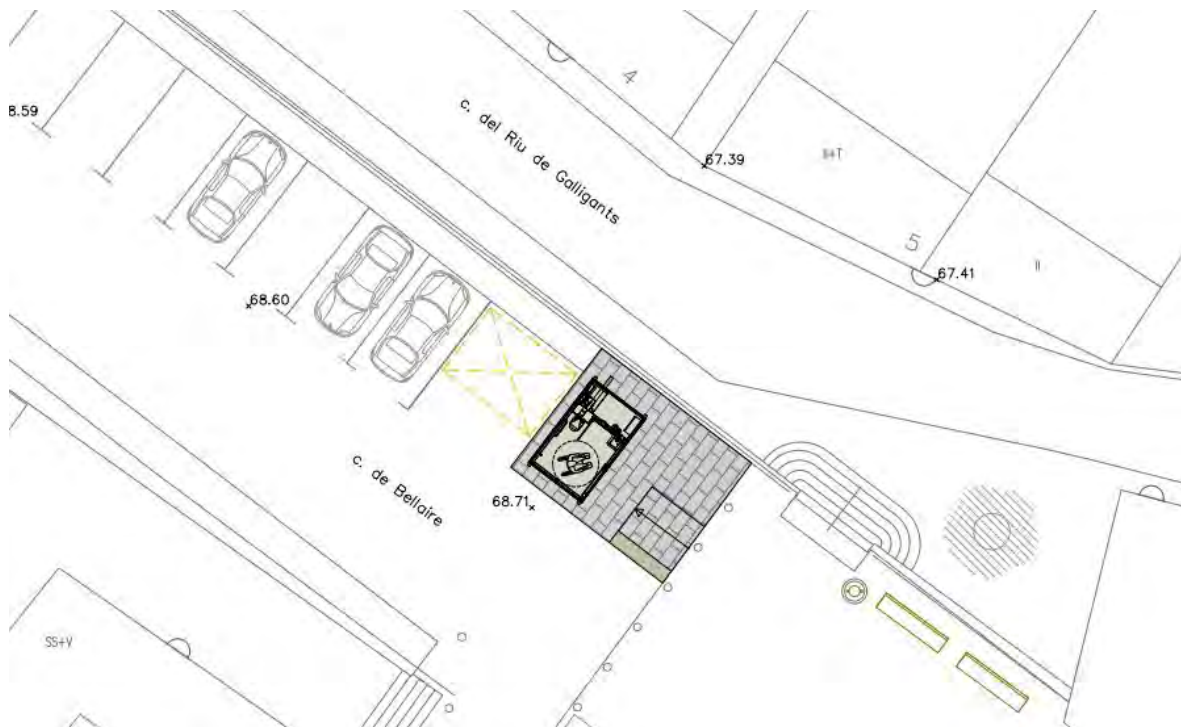 4
c. del Riu de Galligants
67.39
II+T
8.59
5
II
67.41
68.60
c. de Bellaire
68.71
SS+V